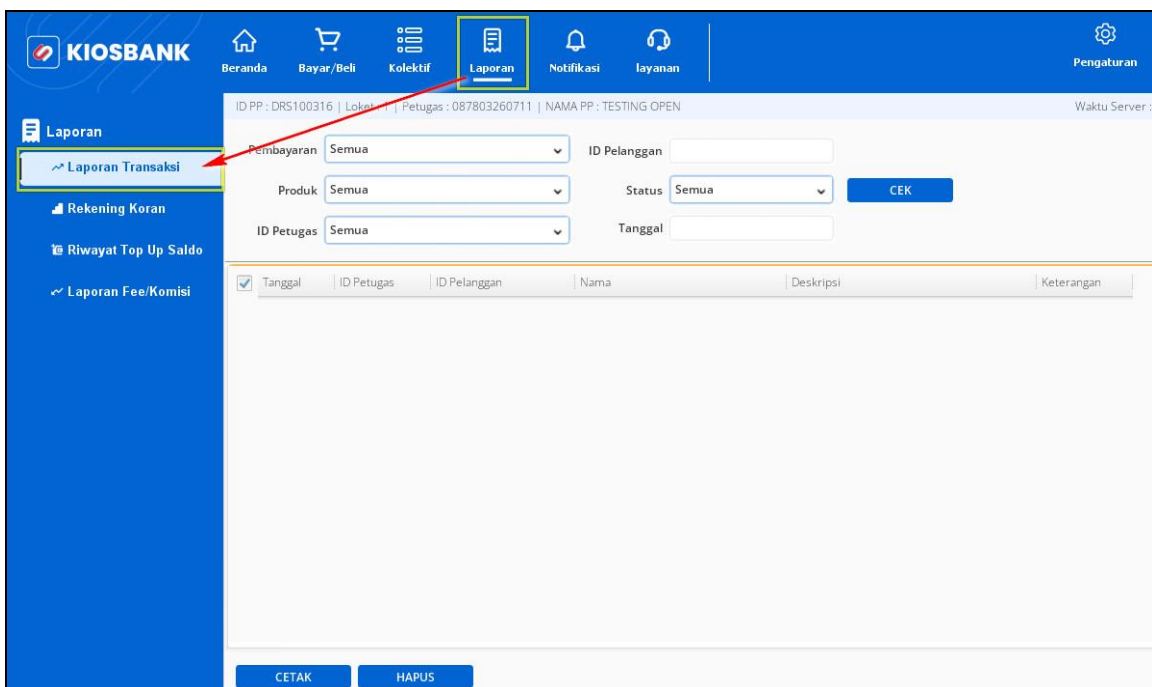 KIOSBANK
Beranda Bayar/Beli Kolektif Laporan Notifikasi layanan Pengaturan
ID PP : DRS100316 | Loket : 1 | Petugas : 087803260711 | NAMA PP : TESTING OPEN Waktu Server :
Laporan
Laporan Transaksi
Rekening Koran
Riwayat Top Up Saldo
Laporan Fee/Komisi
Pembayaran Semua ID Pelanggan
Produk Semua Status Semua CEK
ID Petugas Semua Tanggal
Tanggal ID Petugas ID Pelanggan Nama Deskripsi Keterangan
CETAK HAPUS